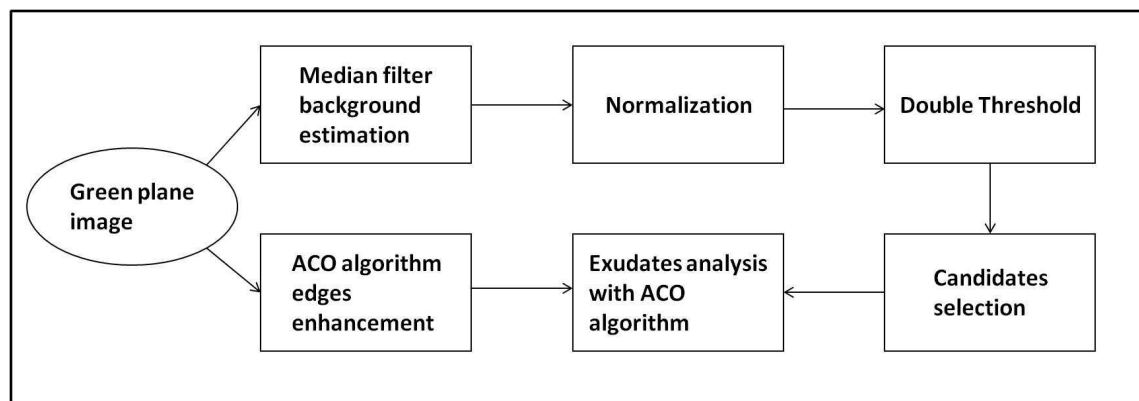 Median filter
background
estimation
Normalization
Double Threshold
Green plane
image
ACO algorithm
edges
enhancement
Exudates analysis
with ACO
algorithm
Candidates
selection